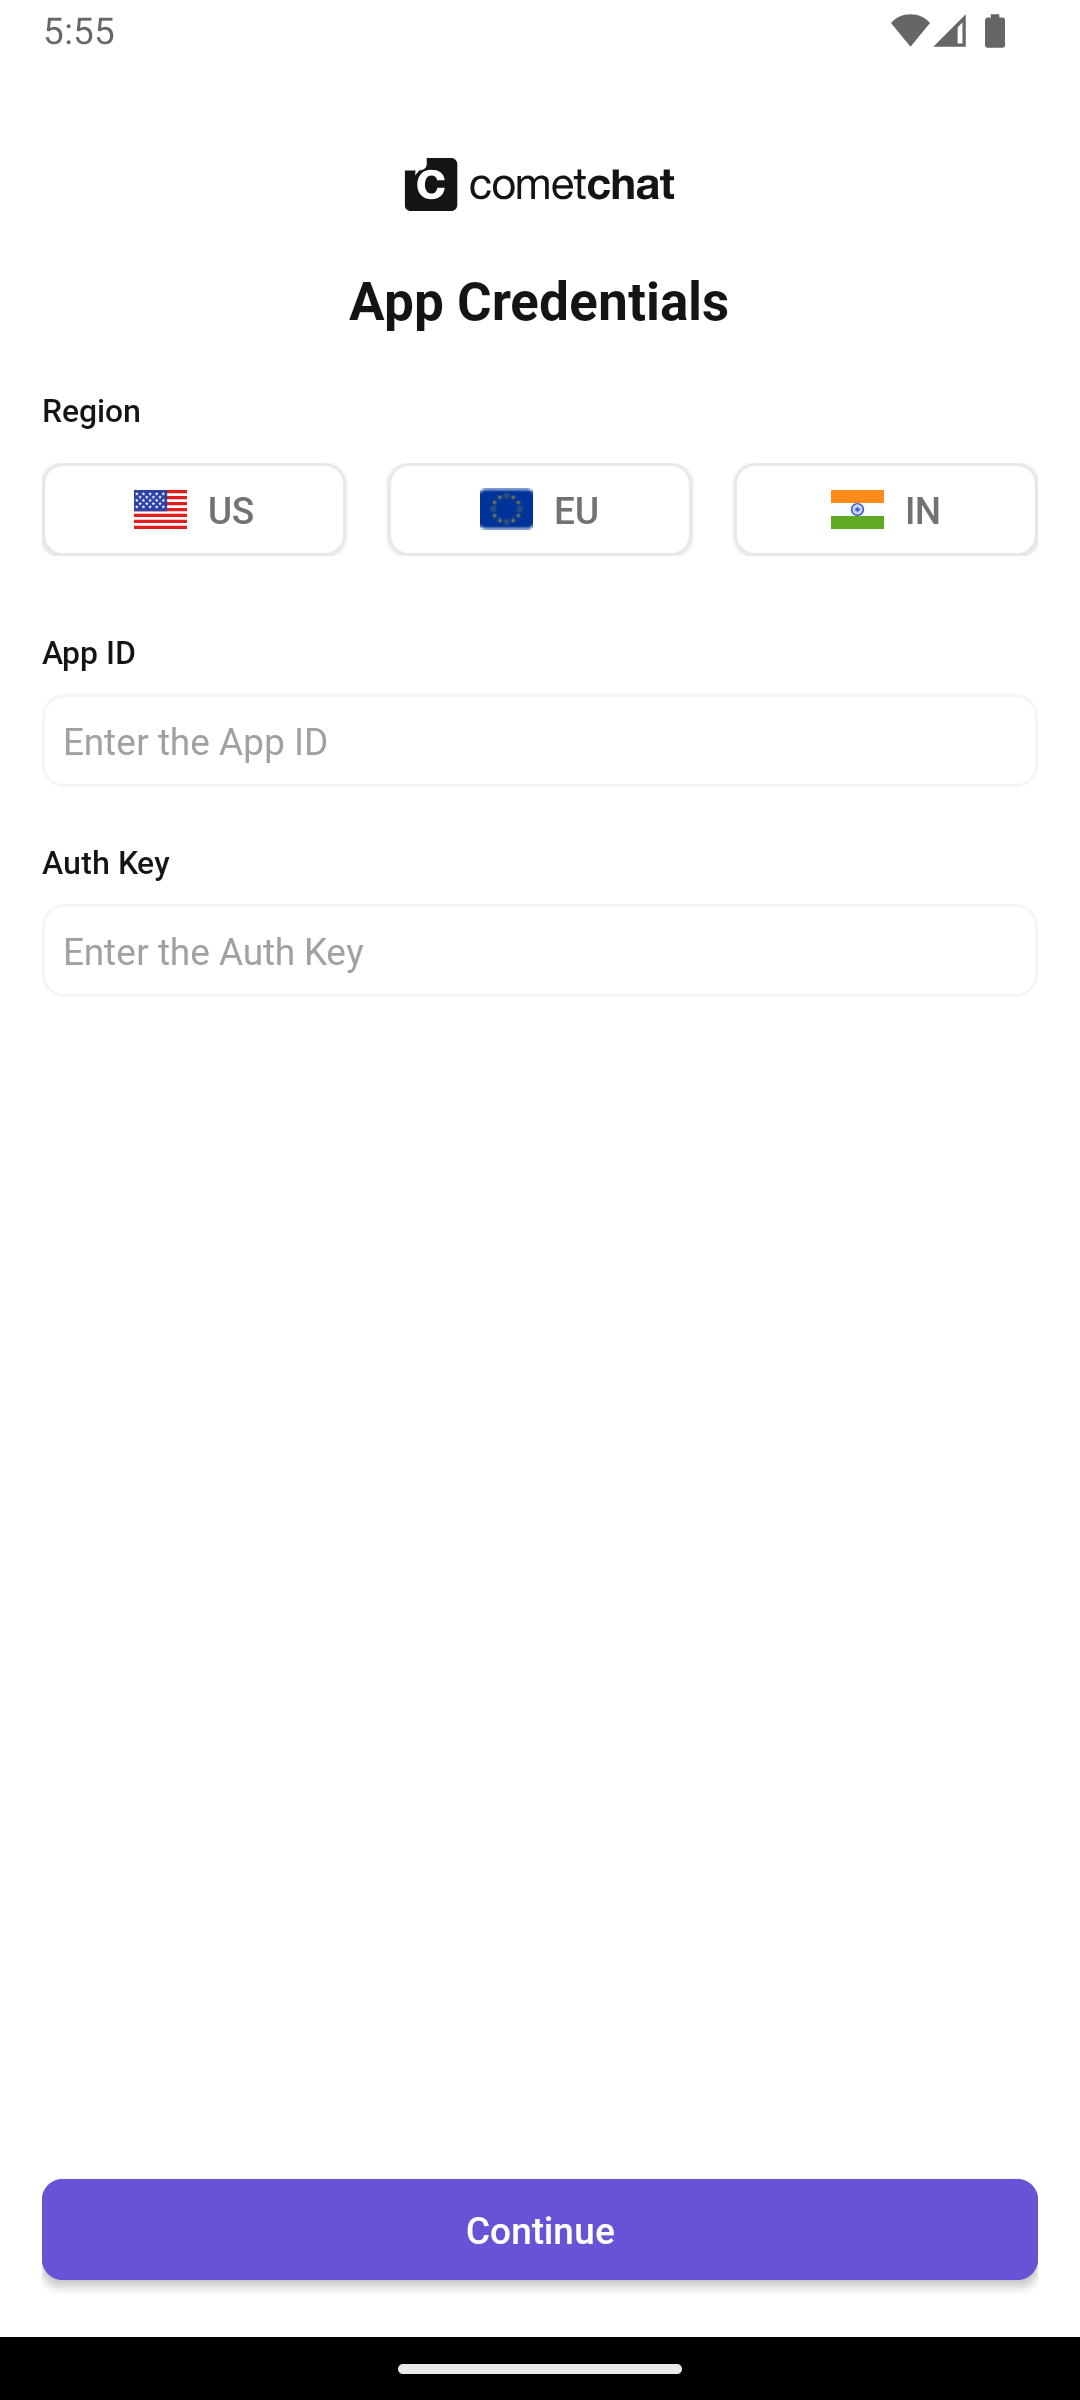 5:55
cometchat
App Credentials
Region
US EU IN
App ID
Enter the App ID
Auth Key
Enter the Auth Key
Continue